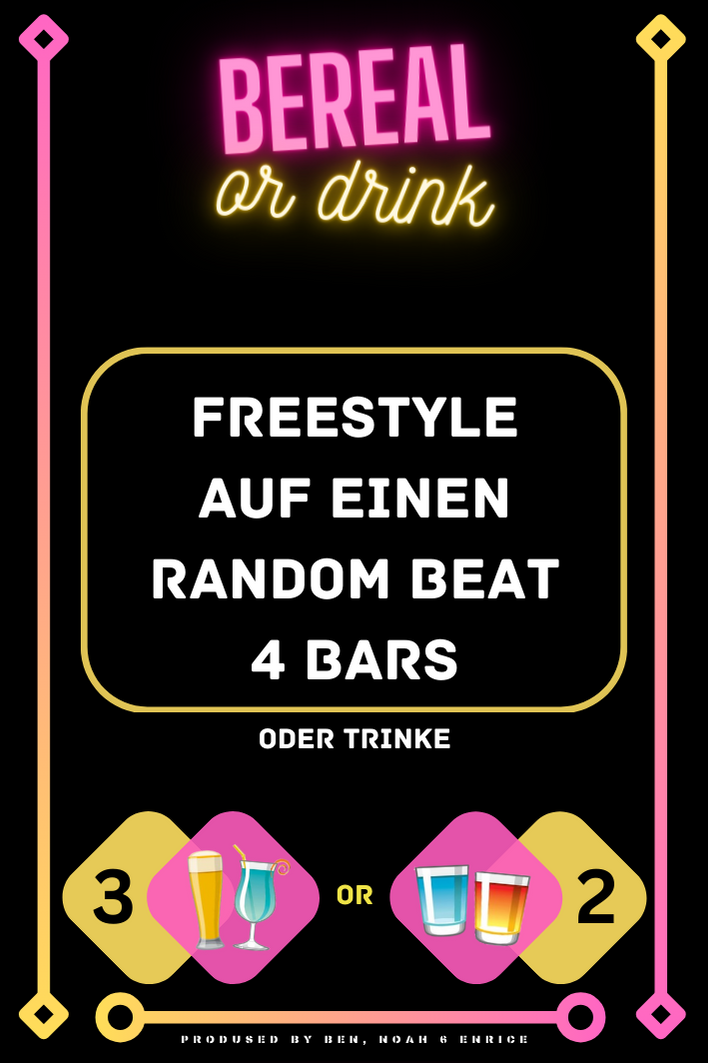 BEREAL
or drink
FREESTYLE
AUF EINEN
RANDOM BEAT
4 BARS
ODER TRINKE
3 OR 2
PRODUSED BY BEN, NOAH 6 ENRICE